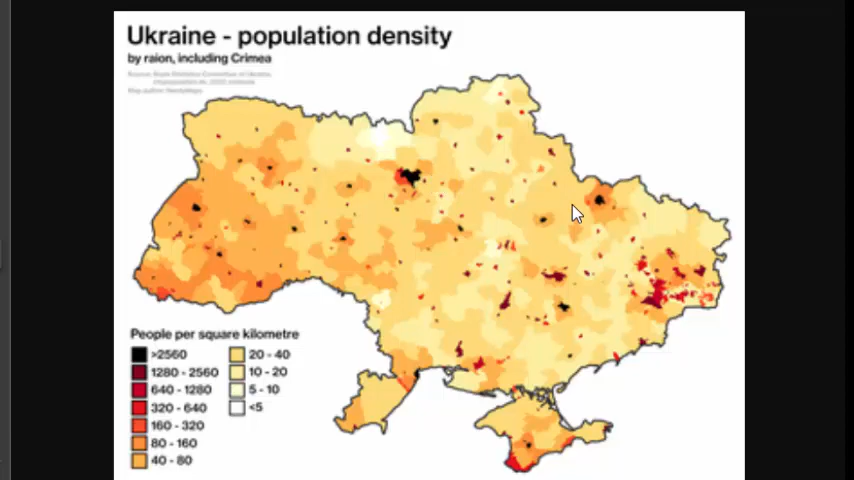 Ukraine - population density
by raion, including Crimea
People per square kilometre
>2560
1280 - 2560
640 - 1280
320 - 640
160 - 320
80 - 160
40 - 80
20 - 40
10 - 20
5 - 10
<5